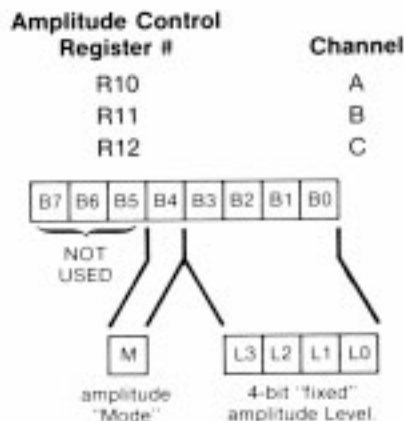 Amplitude Control
Register # Channel
R10 A
R11 B
R12 C
B7 B6 B5 B4 B3 B2 B1 B0
NOT
USED
M L3 L2 L1 L0
amplitude 4-bit "fixed"
"Mode" amplitude Level.